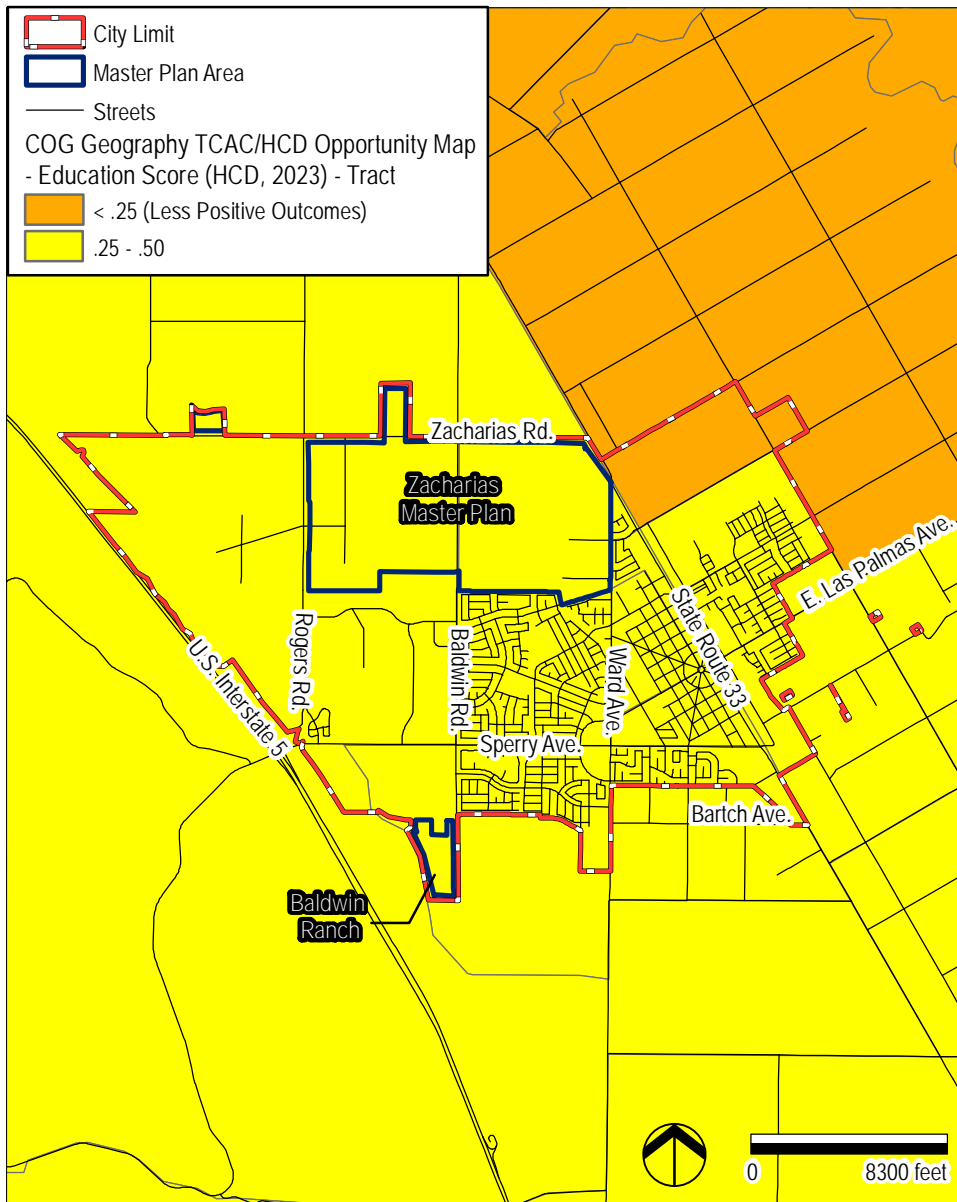 City Limit
Master Plan Area
Streets
COG Geography TCAC/HCD Opportunity Map
- Education Score (HCD, 2023) - Tract
< .25 (Less Positive Outcomes)
.25 - .50
Zacharias Rd.
Zacharias
Master Plan
E. Las Palmas Ave.
State Route 33
Rogers Rd.
U.S. Interstate 5
Baldwin Rd.
Ward Ave.
Sperry Ave.
Bartch Ave.
Baldwin
Ranch
0 8300 feet